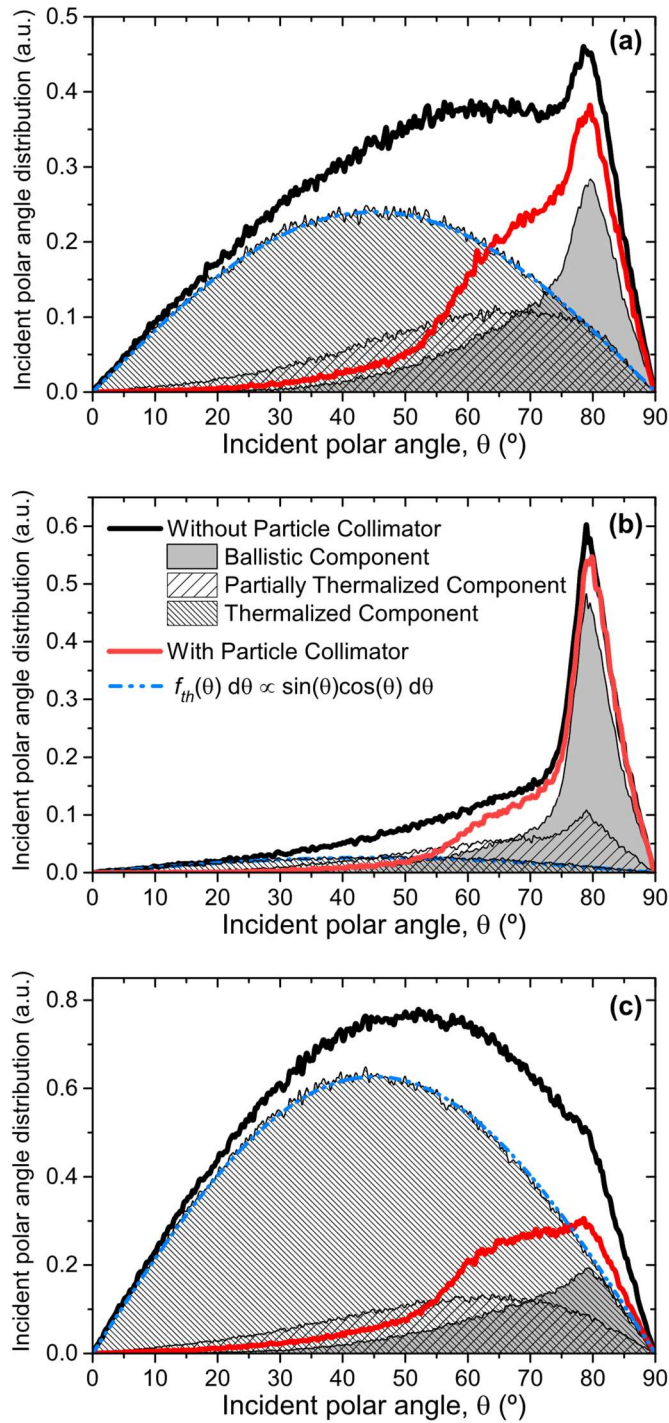 (a)
Incident polar angle distribution (a.u.)
0.5
0.4
0.3
0.2
0.1
0.0
0 10 20 30 40 50 60 70 80 90
Incident polar angle, θ (º)
(b)
Incident polar angle distribution (a.u.)
0.6
0.5
0.4
0.3
0.2
0.1
0.0
Without Particle Collimator
Ballistic Component
Partially Thermalized Component
Thermalized Component
With Particle Collimator
f_th(θ) dθ ∝ sin(θ)cos(θ) dθ
0 10 20 30 40 50 60 70 80 90
Incident polar angle, θ (º)
(c)
Incident polar angle distribution (a.u.)
0.8
0.6
0.4
0.2
0.0
0 10 20 30 40 50 60 70 80 90
Incident polar angle, θ (º)